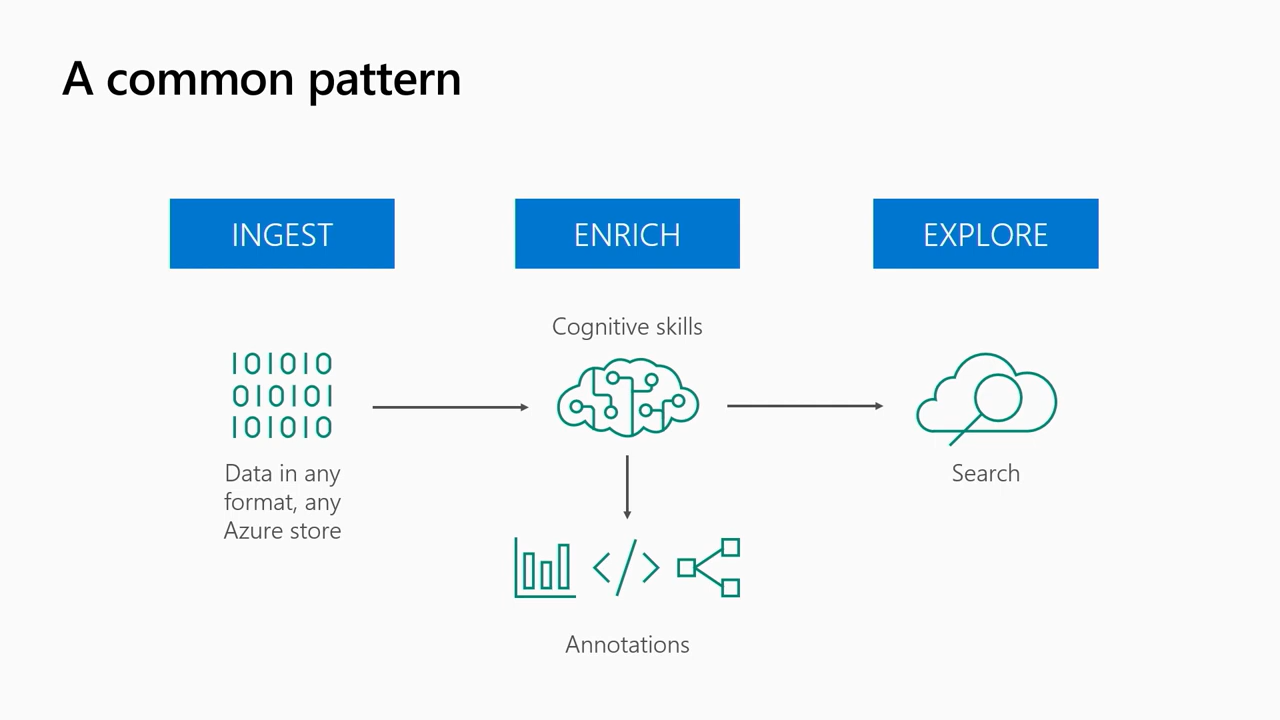 A common pattern
INGEST
ENRICH
EXPLORE
Cognitive skills
101010
010101
101010
Data in any
format, any
Azure store
Search
Annotations